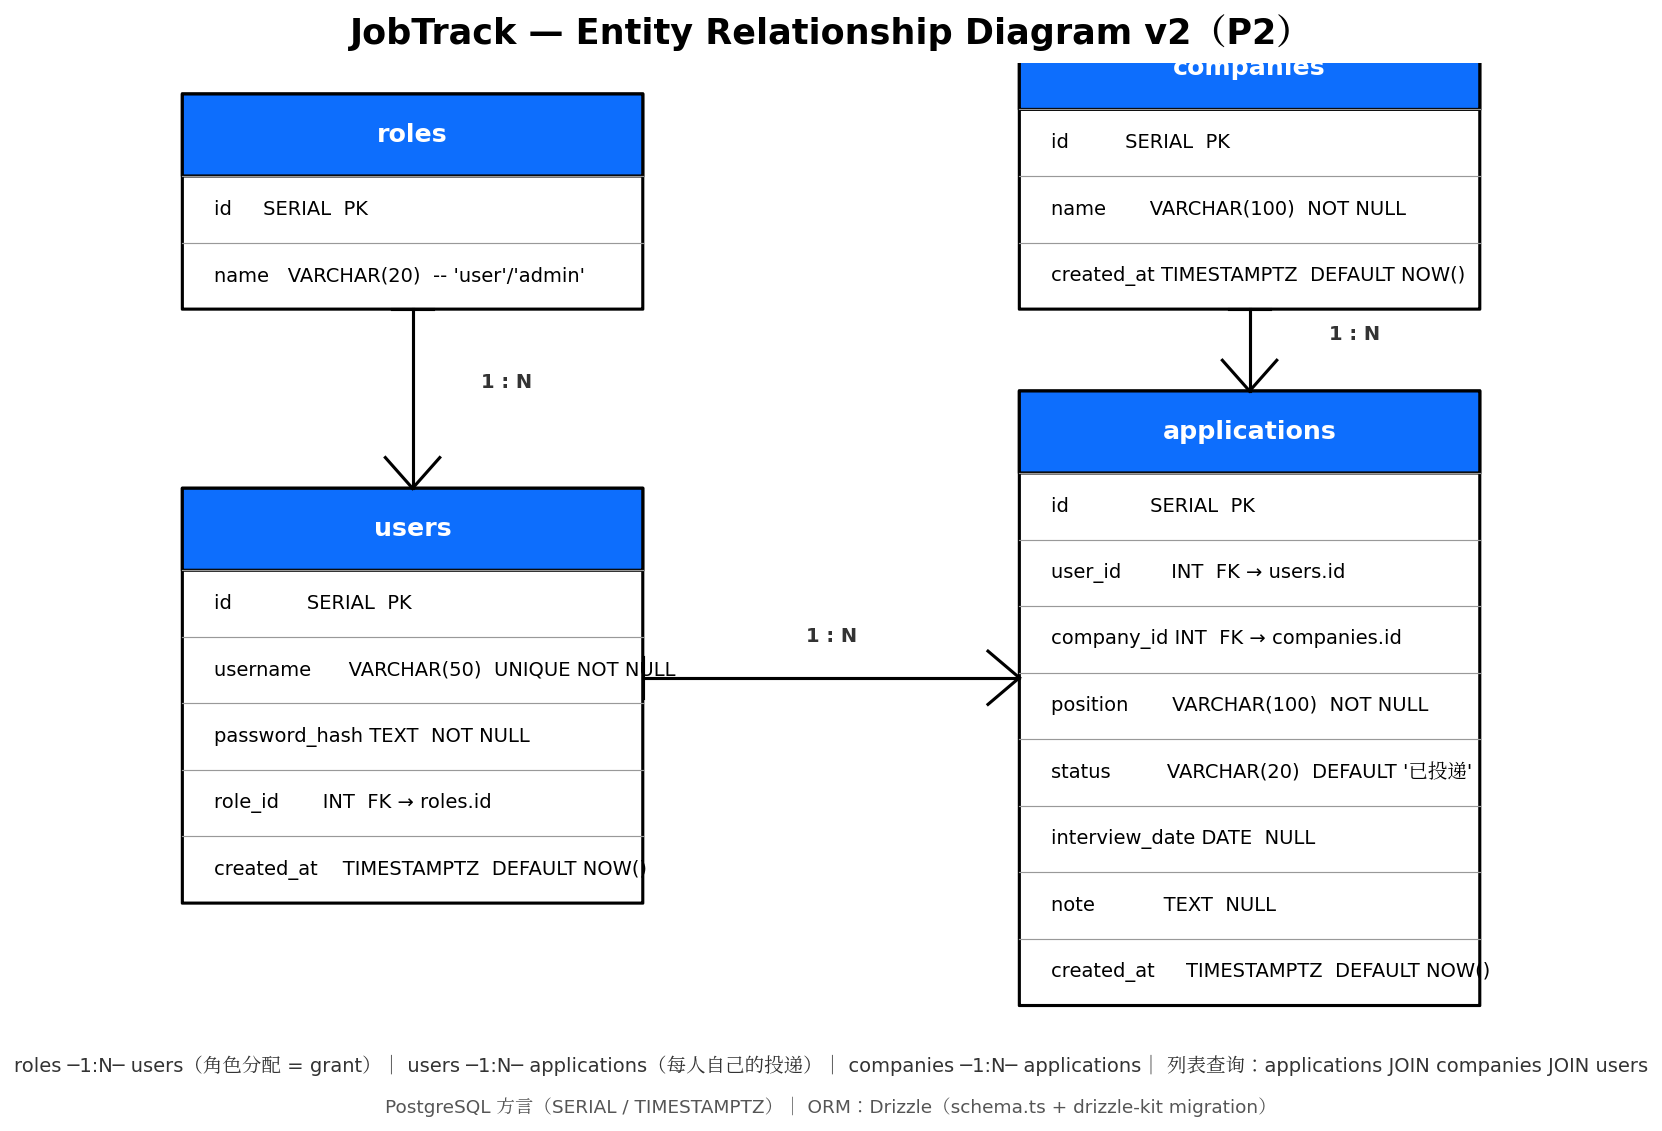 JobTrack — Entity Relationship Diagram v2（P2）
roles
id SERIAL PK
name VARCHAR(20) -- 'user'/'admin'
1 : N
users
id SERIAL PK
username VARCHAR(50) UNIQUE NOT NULL
password_hash TEXT NOT NULL
role_id INT FK → roles.id
created_at TIMESTAMPTZ DEFAULT NOW()
1 : N
companies
id SERIAL PK
name VARCHAR(100) NOT NULL
created_at TIMESTAMPTZ DEFAULT NOW()
1 : N
applications
id SERIAL PK
user_id INT FK → users.id
company_id INT FK → companies.id
position VARCHAR(100) NOT NULL
status VARCHAR(20) DEFAULT '已投递'
interview_date DATE NULL
note TEXT NULL
created_at TIMESTAMPTZ DEFAULT NOW()
roles ─1:N─ users（角色分配 = grant）｜ users ─1:N─ applications（每人自己的投递）｜ companies ─1:N─ applications｜ 列表查询：applications JOIN companies JOIN users
PostgreSQL 方言（SERIAL / TIMESTAMPTZ）｜ ORM：Drizzle（schema.ts + drizzle-kit migration）